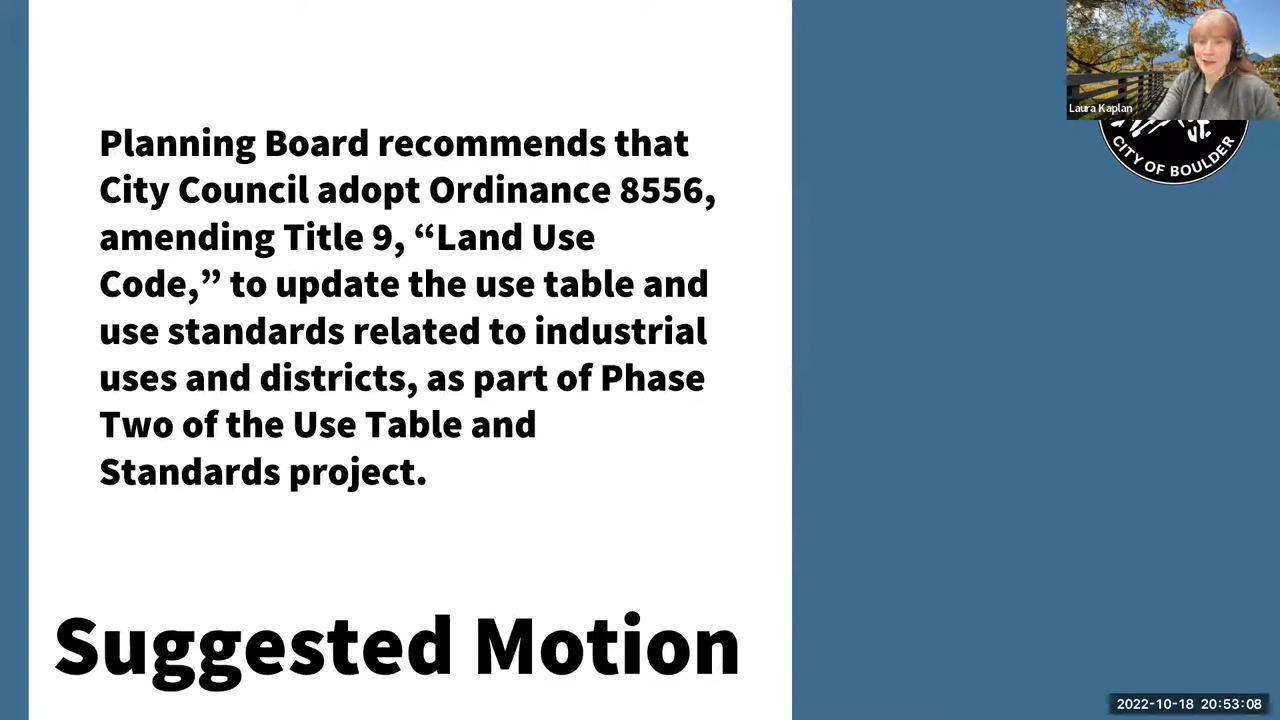 Planning Board recommends that
City Council adopt Ordinance 8556,
amending Title 9, “Land Use
Code,” to update the use table and
use standards related to industrial
uses and districts, as part of Phase
Two of the Use Table and
Standards project.
Suggested Motion
Laura Kaplan
CITY OF BOULDER
2022-10-18 20:53:08